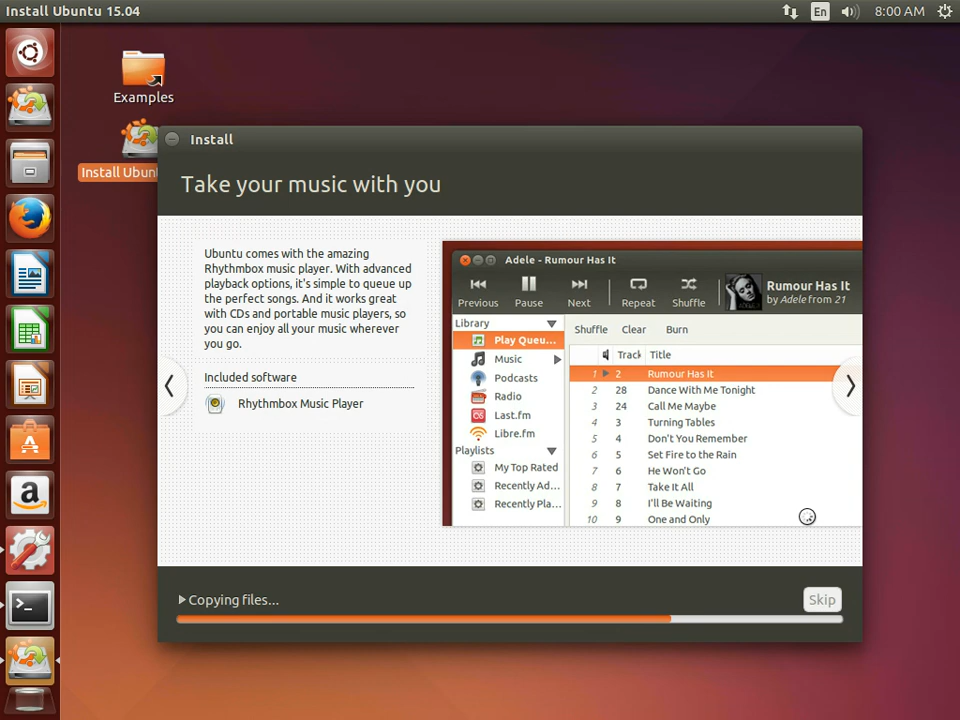 Install Ubuntu 15.04
En
8:00 AM
Examples
Install Ubun
Install
Take your music with you
Ubuntu comes with the amazing
Rhythmbox music player. With advanced
playback options, it's simple to queue up
the perfect songs. And it works great
with CDs and portable music players, so
you can enjoy all your music wherever
you go.
Included software
Rhythmbox Music Player
Adele - Rumour Has It
Previous Pause Next Repeat Shuffle
Rumour Has It
by Adele from 21
Library
Play Queu...
Music
Podcasts
Radio
Last.fm
Libre.fm
Playlists
My Top Rated
Recently Ad...
Recently Pla...
Shuffle Clear Burn
Track Title
1 2 Rumour Has It
2 28 Dance With Me Tonight
3 24 Call Me Maybe
4 3 Turning Tables
5 4 Don't You Remember
6 5 Set Fire to the Rain
7 6 He Won't Go
8 7 Take It All
9 8 I'll Be Waiting
10 9 One and Only
Copying files...
Skip